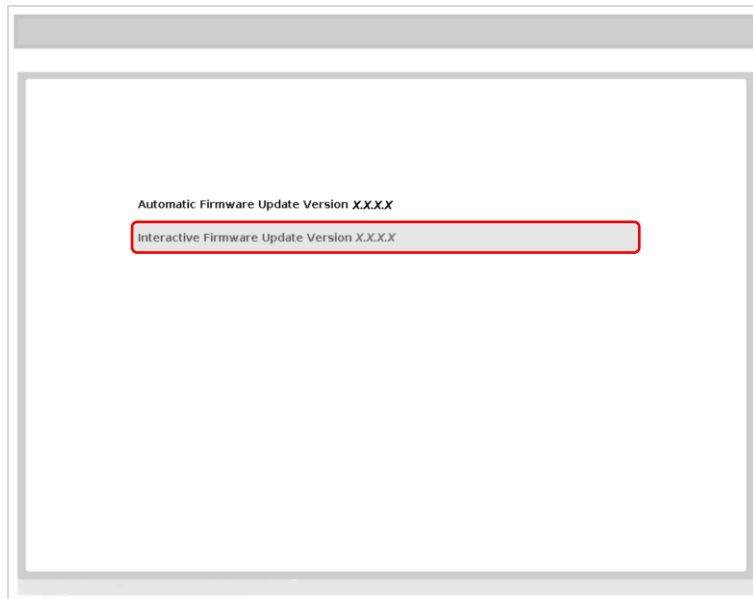 Automatic Firmware Update Version X.X.X.X
Interactive Firmware Update Version X.X.X.X